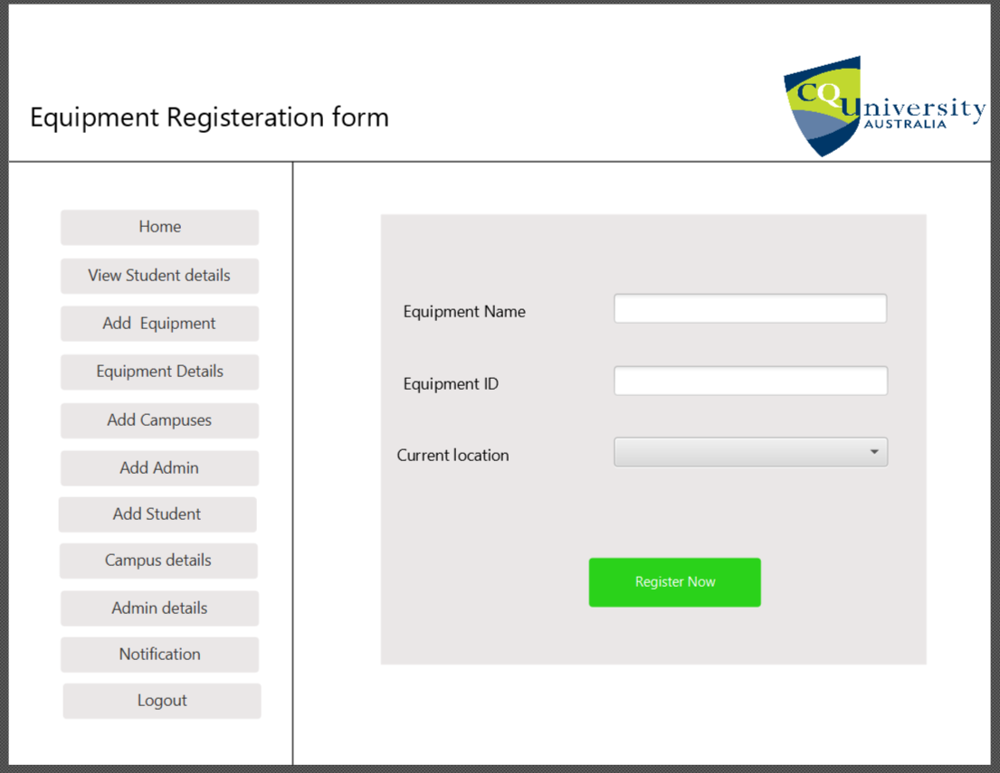 Equipment Registeration form
CQUniversity
AUSTRALIA
Home
View Student details
Add  Equipment
Equipment Details
Add Campuses
Add Admin
Add Student
Campus details
Admin details
Notification
Logout
Equipment Name
Equipment ID
Current location
Register Now